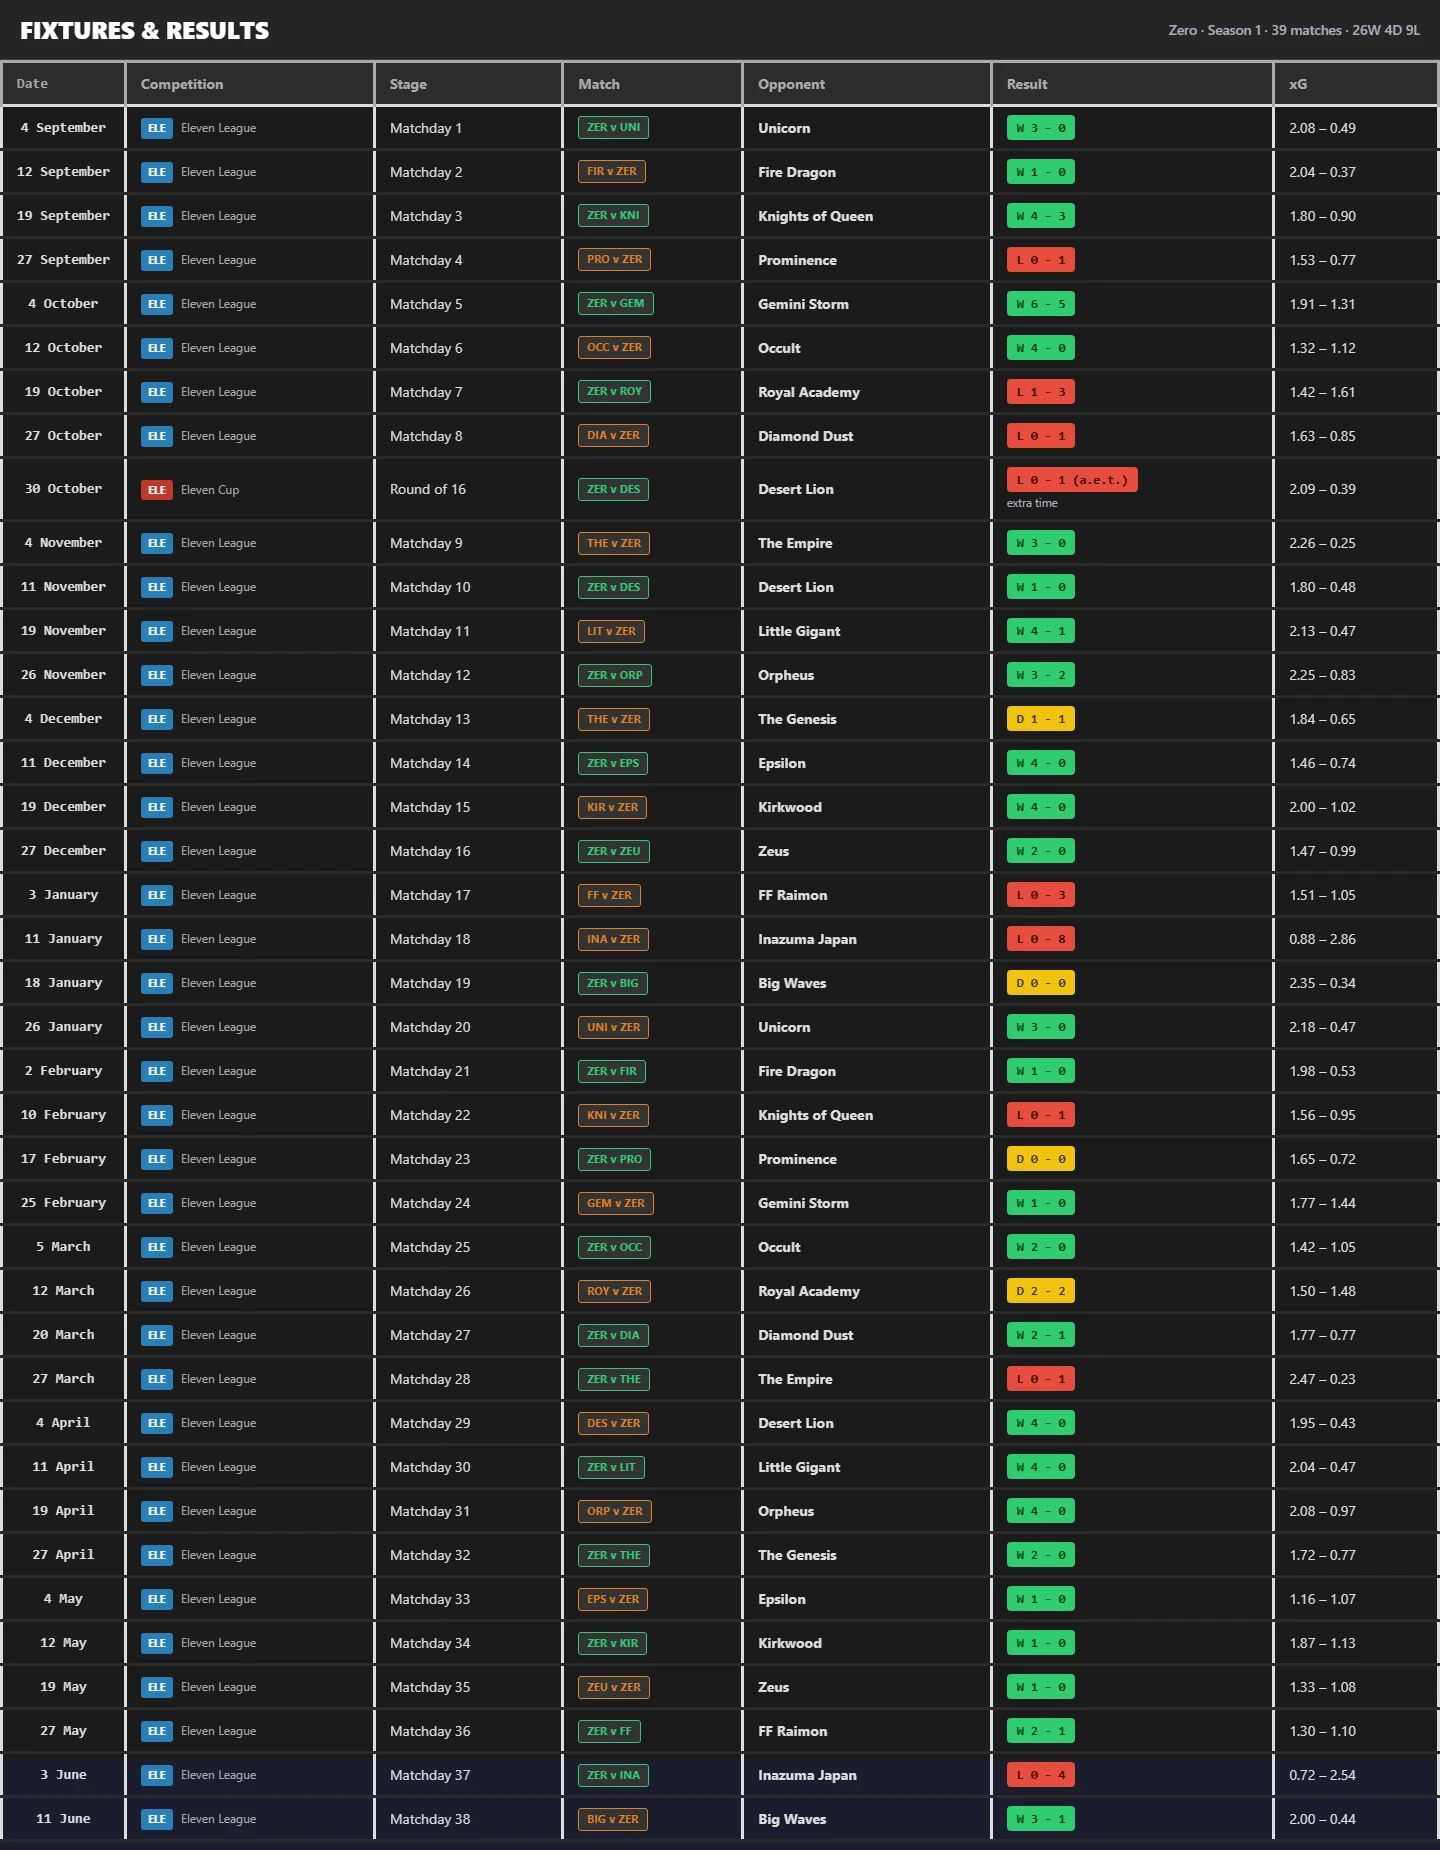 FIXTURES & RESULTS
Zero · Season 1 · 39 matches · 26W 4D 9L
Date Competition Stage Match Opponent Result xG
4 September ELE Eleven League Matchday 1 ZER v UNI Unicorn W 3 - 0 2.08 – 0.49
12 September ELE Eleven League Matchday 2 FIR v ZER Fire Dragon W 1 - 0 2.04 – 0.37
19 September ELE Eleven League Matchday 3 ZER v KNI Knights of Queen W 4 - 3 1.80 – 0.90
27 September ELE Eleven League Matchday 4 PRO v ZER Prominence L 0 - 1 1.53 – 0.77
4 October ELE Eleven League Matchday 5 ZER v GEM Gemini Storm W 6 - 5 1.91 – 1.31
12 October ELE Eleven League Matchday 6 OCC v ZER Occult W 4 - 0 1.32 – 1.12
19 October ELE Eleven League Matchday 7 ZER v ROY Royal Academy L 1 - 3 1.42 – 1.61
27 October ELE Eleven League Matchday 8 DIA v ZER Diamond Dust L 0 - 1 1.63 – 0.85
30 October ELE Eleven Cup Round of 16 ZER v DES Desert Lion L 0 - 1 (a.e.t.) 2.09 – 0.39
extra time
4 November ELE Eleven League Matchday 9 THE v ZER The Empire W 3 - 0 2.26 – 0.25
11 November ELE Eleven League Matchday 10 ZER v DES Desert Lion W 1 - 0 1.80 – 0.48
19 November ELE Eleven League Matchday 11 LIT v ZER Little Gigant W 4 - 1 2.13 – 0.47
26 November ELE Eleven League Matchday 12 ZER v ORP Orpheus W 3 - 2 2.25 – 0.83
4 December ELE Eleven League Matchday 13 THE v ZER The Genesis D 1 - 1 1.84 – 0.65
11 December ELE Eleven League Matchday 14 ZER v EPS Epsilon W 4 - 0 1.46 – 0.74
19 December ELE Eleven League Matchday 15 KIR v ZER Kirkwood W 4 - 0 2.00 – 1.02
27 December ELE Eleven League Matchday 16 ZER v ZEU Zeus W 2 - 0 1.47 – 0.99
3 January ELE Eleven League Matchday 17 FF v ZER FF Raimon L 0 - 3 1.51 – 1.05
11 January ELE Eleven League Matchday 18 INA v ZER Inazuma Japan L 0 - 8 0.88 – 2.86
18 January ELE Eleven League Matchday 19 ZER v BIG Big Waves D 0 - 0 2.35 – 0.34
26 January ELE Eleven League Matchday 20 UNI v ZER Unicorn W 3 - 0 2.18 – 0.47
2 February ELE Eleven League Matchday 21 ZER v FIR Fire Dragon W 1 - 0 1.98 – 0.53
10 February ELE Eleven League Matchday 22 KNI v ZER Knights of Queen L 0 - 1 1.56 – 0.95
17 February ELE Eleven League Matchday 23 ZER v PRO Prominence D 0 - 0 1.65 – 0.72
25 February ELE Eleven League Matchday 24 GEM v ZER Gemini Storm W 1 - 0 1.77 – 1.44
5 March ELE Eleven League Matchday 25 ZER v OCC Occult W 2 - 0 1.42 – 1.05
12 March ELE Eleven League Matchday 26 ROY v ZER Royal Academy D 2 - 2 1.50 – 1.48
20 March ELE Eleven League Matchday 27 ZER v DIA Diamond Dust W 2 - 1 1.77 – 0.77
27 March ELE Eleven League Matchday 28 ZER v THE The Empire L 0 - 1 2.47 – 0.23
4 April ELE Eleven League Matchday 29 DES v ZER Desert Lion W 4 - 0 1.95 – 0.43
11 April ELE Eleven League Matchday 30 ZER v LIT Little Gigant W 4 - 0 2.04 – 0.47
19 April ELE Eleven League Matchday 31 ORP v ZER Orpheus W 4 - 0 2.08 – 0.97
27 April ELE Eleven League Matchday 32 ZER v THE The Genesis W 2 - 0 1.72 – 0.77
4 May ELE Eleven League Matchday 33 EPS v ZER Epsilon W 1 - 0 1.16 – 1.07
12 May ELE Eleven League Matchday 34 ZER v KIR Kirkwood W 1 - 0 1.87 – 1.13
19 May ELE Eleven League Matchday 35 ZEU v ZER Zeus W 1 - 0 1.33 – 1.08
27 May ELE Eleven League Matchday 36 ZER v FF FF Raimon W 2 - 1 1.30 – 1.10
3 June ELE Eleven League Matchday 37 ZER v INA Inazuma Japan L 0 - 4 0.72 – 2.54
11 June ELE Eleven League Matchday 38 BIG v ZER Big Waves W 3 - 1 2.00 – 0.44